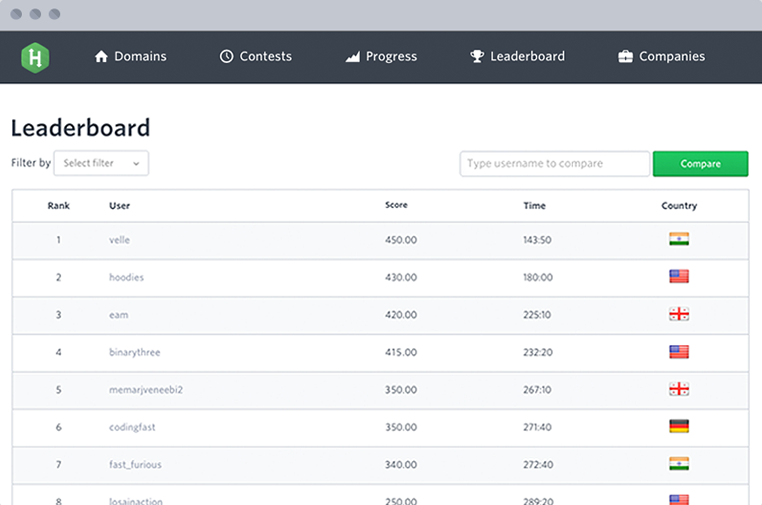 H
Domains Contests Progress Leaderboard Companies
Leaderboard
Filter by Select filter Type username to compare Compare
Rank User Score Time Country
1 velle 450.00 143:50
2 hoodies 430.00 180:00
3 eam 420.00 225:10
4 binarythree 415.00 232:20
5 memarjveneebi2 350.00 267:10
6 codingfast 350.00 271:40
7 fast_furious 340.00 272:40
8 losainaction 250.00 289:20